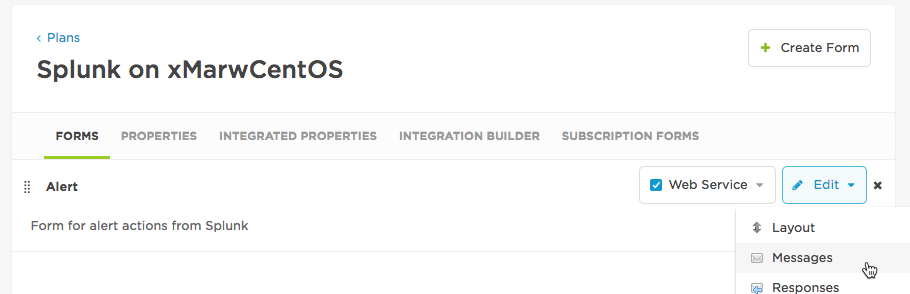 ‹ Plans
Splunk on xMarwCentOS
+ Create Form
FORMS PROPERTIES INTEGRATED PROPERTIES INTEGRATION BUILDER SUBSCRIPTION FORMS
Alert
Web Service
Edit
Form for alert actions from Splunk
Layout
Messages
Responses